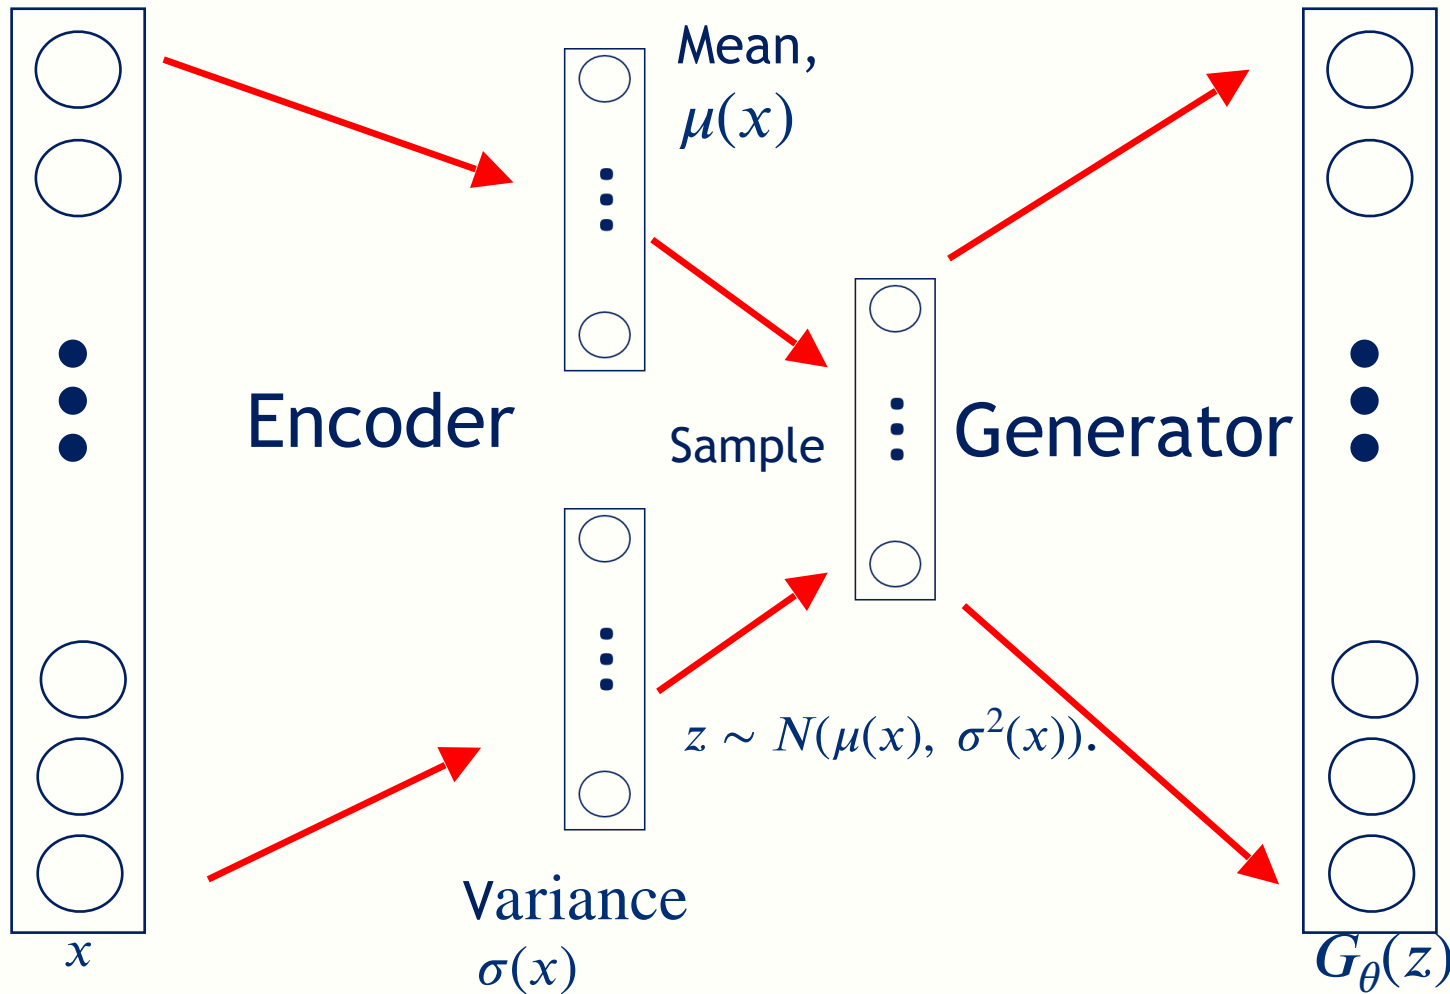 Mean,
μ(x)
Encoder
Sample
Generator
z ∼ N(μ(x), σ²(x)).
Variance
σ(x)
x
G_θ(z)